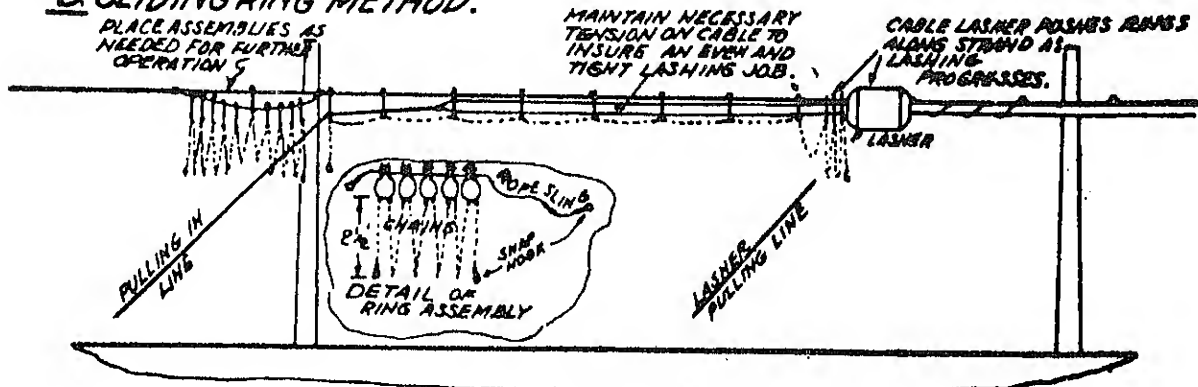 B. SLIDING RING METHOD.
PLACE ASSEMBLIES AS
NEEDED FOR FURTHER
OPERATION
MAINTAIN NECESSARY
TENSION ON CABLE TO
INSURE AN EVEN AND
TIGHT LASHING JOB.
CABLE LASHER PUSHES RINGS
ALONG STRAND AS
LASHING
PROGRESSES.
LASHER
ROPE SLING
CHAINS
SNAP
HOOK
DETAIL OF
RING ASSEMBLY
PULLING IN
LINE
LASHER
PULLING LINE